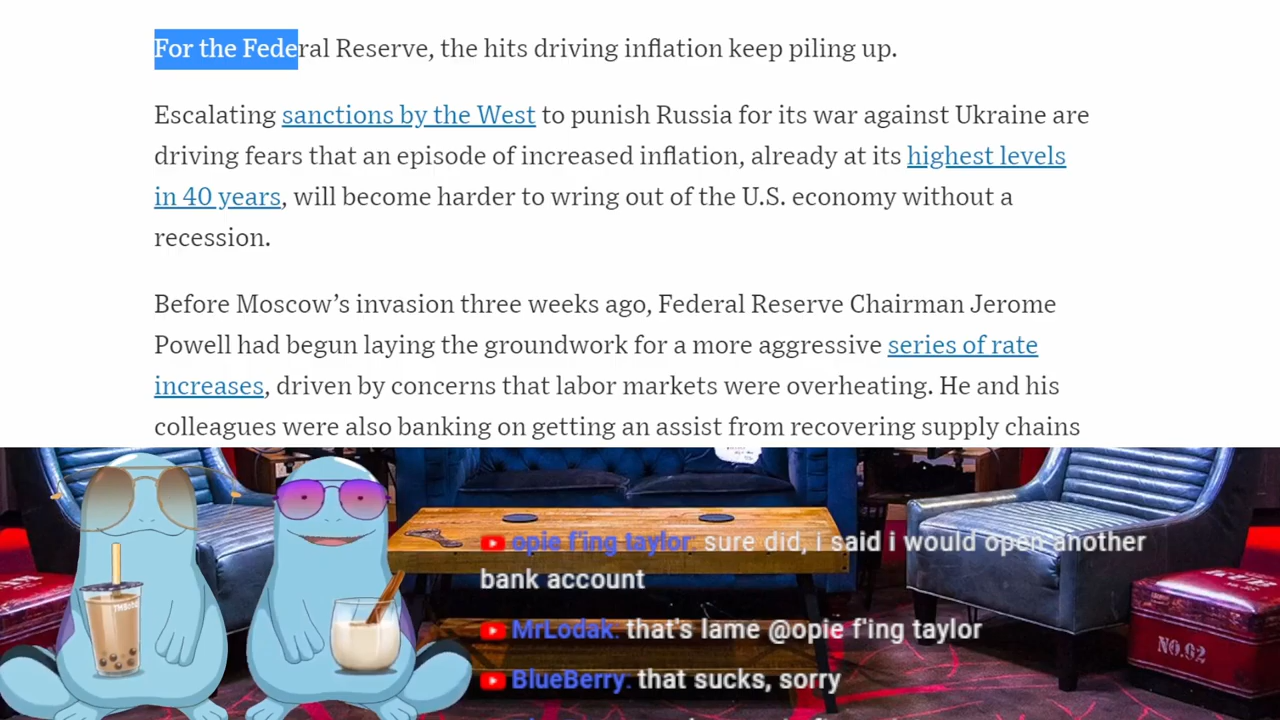 For the Federal Reserve, the hits driving inflation keep piling up.
Escalating sanctions by the West to punish Russia for its war against Ukraine are
driving fears that an episode of increased inflation, already at its highest levels
in 40 years, will become harder to wring out of the U.S. economy without a
recession.
Before Moscow’s invasion three weeks ago, Federal Reserve Chairman Jerome
Powell had begun laying the groundwork for a more aggressive series of rate
increases, driven by concerns that labor markets were overheating. He and his
colleagues were also banking on getting an assist from recovering supply chains
opie f'ing taylor: sure did, i said i would open another
bank account
MrLodak: that's lame @opie f'ing taylor
BlueBerry: that sucks, sorry
NO.62